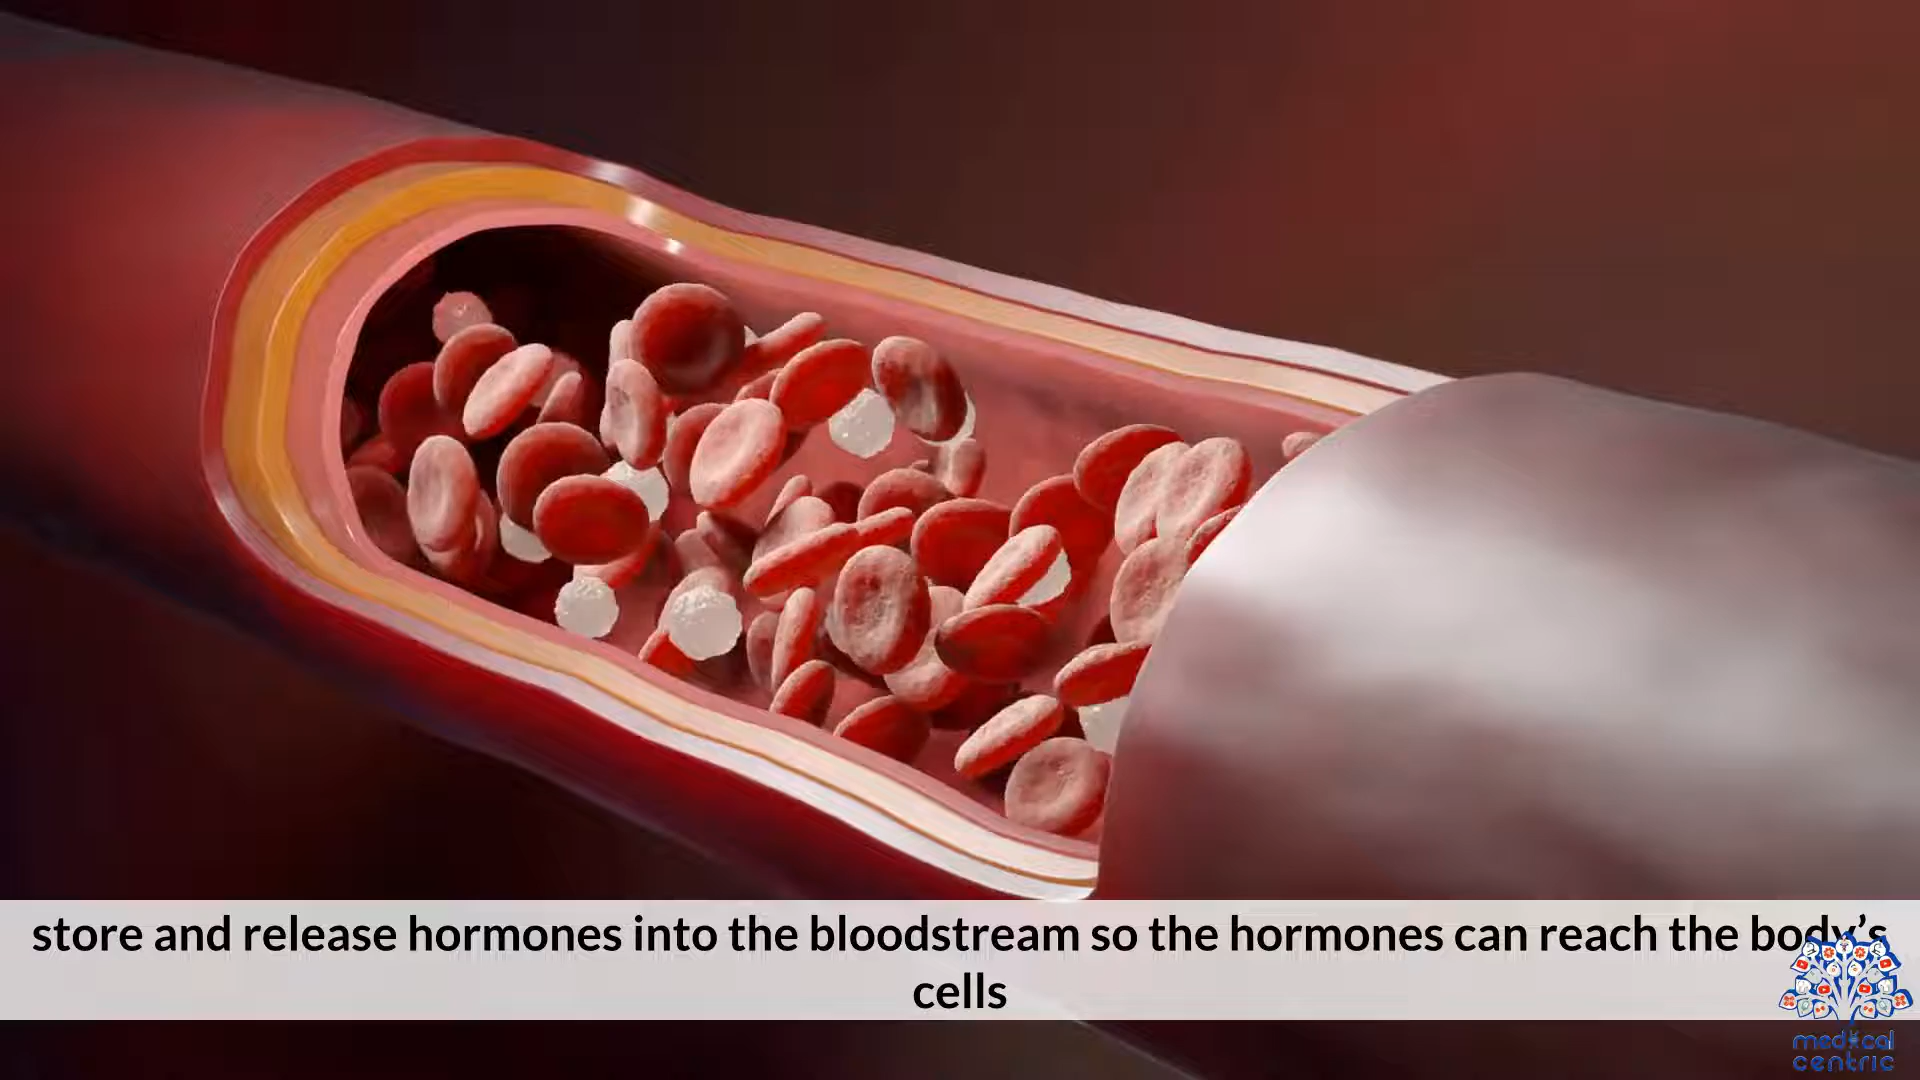 store and release hormones into the bloodstream so the hormones can reach the body's
cells
medical
centric